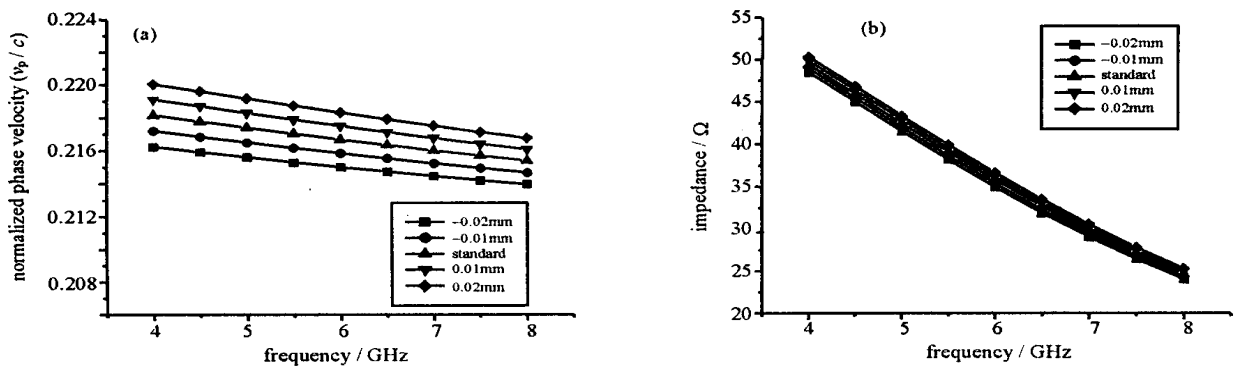 (a)
normalized phase velocity (vp / c)
0.224
0.220
0.216
0.212
0.208
4 5 6 7 8
frequency / GHz
−0.02mm
−0.01mm
standard
0.01mm
0.02mm
(b)
impedance / Ω
55
50
45
40
35
30
25
20
4 5 6 7 8
frequency / GHz
−0.02mm
−0.01mm
standard
0.01mm
0.02mm